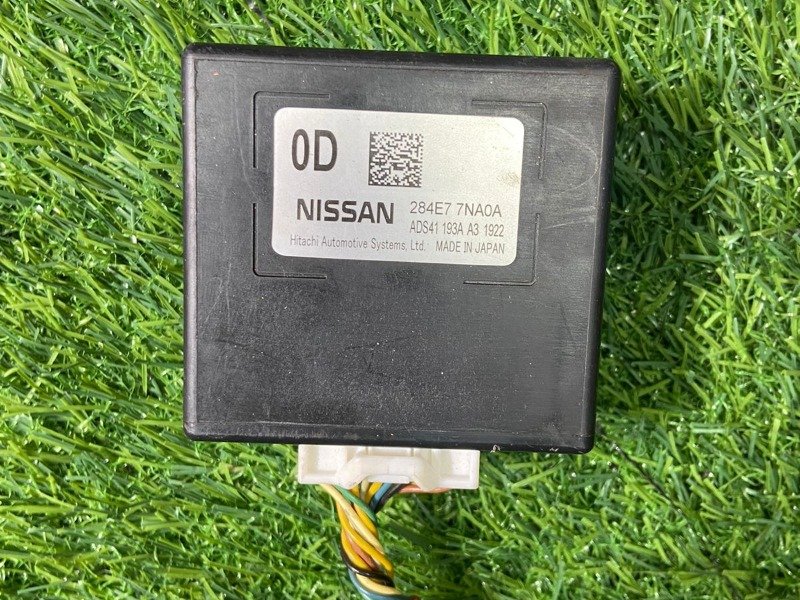 0D
NISSAN 284E7 7NA0A
ADS41 193A A3 1922
Hitachi Automotive Systems, Ltd. MADE IN JAPAN